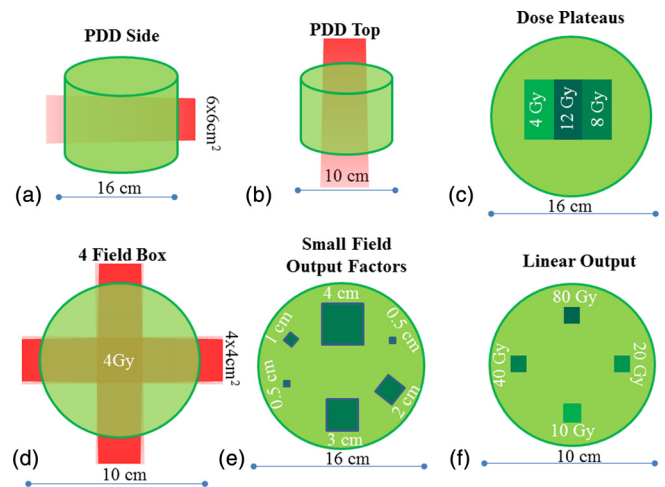 PDD Side
6x6cm²
(a)
16 cm
PDD Top
(b)
10 cm
Dose Plateaus
4 Gy
12 Gy
8 Gy
(c)
16 cm
4 Field Box
4Gy
4x4cm²
(d)
10 cm
Small Field
Output Factors
4 cm
1 cm
0.5 cm
0.5 cm
2 cm
3 cm
(e)
16 cm
Linear Output
80 Gy
40 Gy
20 Gy
10 Gy
(f)
10 cm